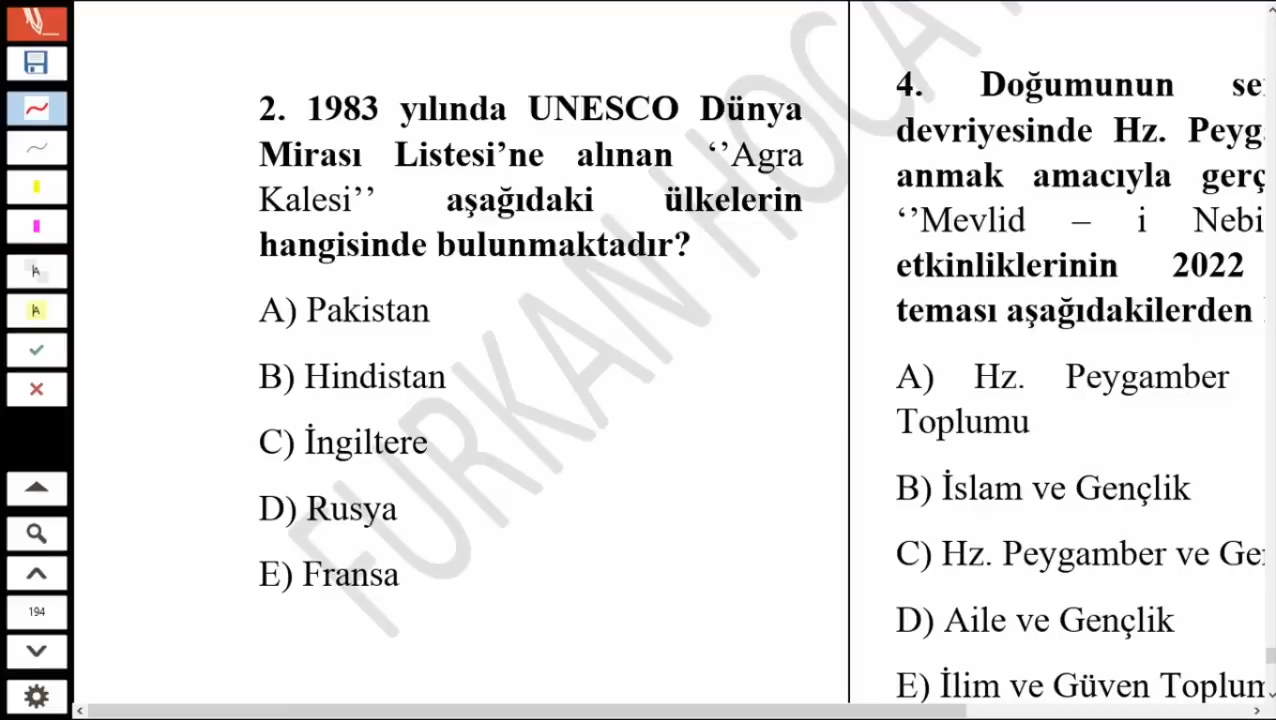 2. 1983 yılında UNESCO Dünya
Mirası Listesi’ne alınan ‘’Agra
Kalesi’’ aşağıdaki ülkelerin
hangisinde bulunmaktadır?
A) Pakistan
B) Hindistan
C) İngiltere
D) Rusya
E) Fransa
4. Doğumunun
devriyesinde Hz.
anmak amacıyla
‘’Mevlid – i Nebi
etkinliklerinin 2022
teması aşağıdakilerden
A) Hz. Peygamber
Toplumu
B) İslam ve Gençlik
C) Hz. Peygamber ve
D) Aile ve Gençlik
E) İlim ve Güven
FURKAN HOCA
194